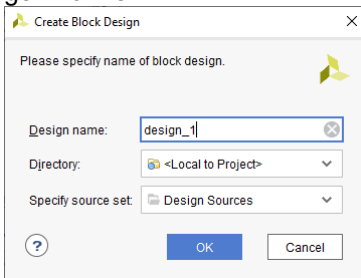 Create Block Design
Please specify name of block design.
Design name: design_1
Directory: <Local to Project>
Specify source set: Design Sources
? OK Cancel